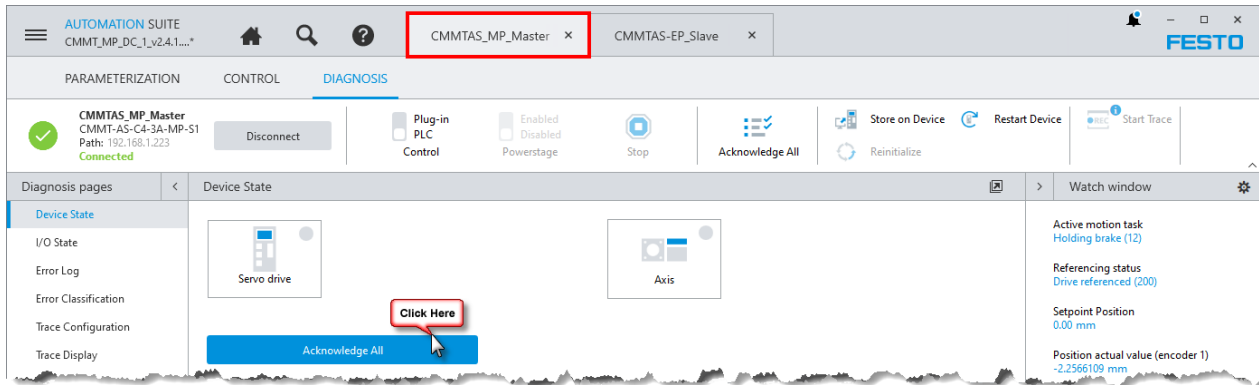 AUTOMATION SUITE
CMMT_MP_DC_1_v2.4.1....*
CMMTAS_MP_Master ×
CMMTAS-EP_Slave ×
FESTO
PARAMETERIZATION CONTROL DIAGNOSIS
CMMTAS_MP_Master
CMMT-AS-C4-3A-MP-S1
Path: 192.168.1.223
Connected
Disconnect
Plug-in
PLC
Control
Enabled
Disabled
Powerstage
Stop
Acknowledge All
Store on Device
Reinitialize
Restart Device
REC
Start Trace
Diagnosis pages
Device State
Watch window
Device State
I/O State
Error Log
Error Classification
Trace Configuration
Trace Display
Servo drive
Axis
Click Here
Acknowledge All
Active motion task
Holding brake (12)
Referencing status
Drive referenced (200)
Setpoint Position
0.00 mm
Position actual value (encoder 1)
-2.2566109 mm